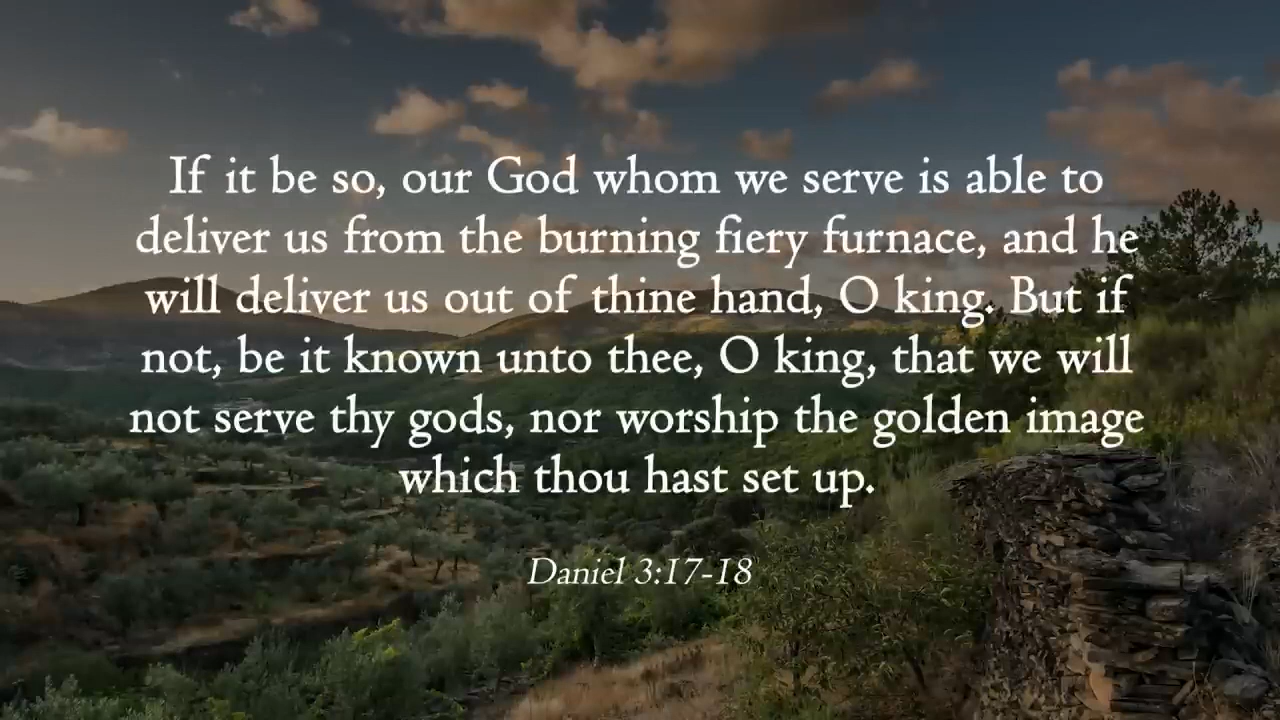 If it be so, our God whom we serve is able to
deliver us from the burning fiery furnace, and he
will deliver us out of thine hand, O king. But if
not, be it known unto thee, O king, that we will
not serve thy gods, nor worship the golden image
which thou hast set up.
Daniel 3:17-18